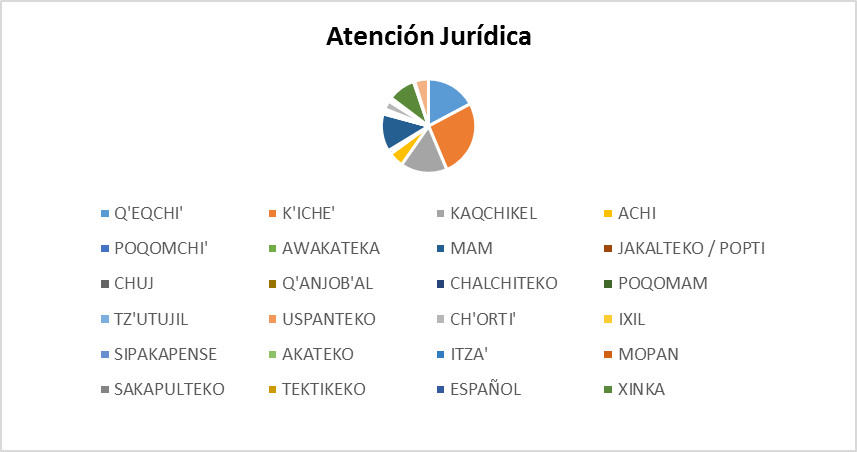 Atención Jurídica
Q'EQCHI' K'ICHE' KAQCHIKEL ACHI
POQOMCHI' AWAKATEKA MAM JAKALTEKO / POPTI
CHUJ Q'ANJOB'AL CHALCHITEKO POQOMAM
TZ'UTUJIL USPANTEKO CH'ORTI' IXIL
SIPAKAPENSE AKATEKO ITZA' MOPAN
SAKAPULTEKO TEKTIKEKO ESPAÑOL XINKA